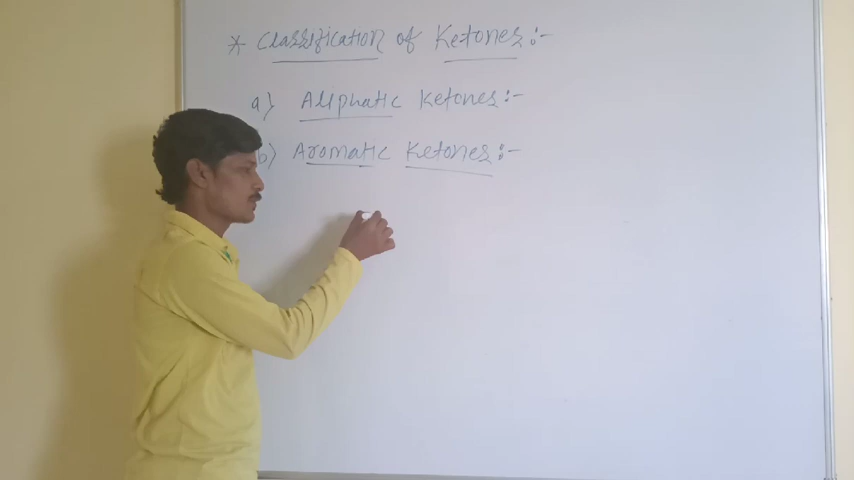 * Classification of Ketones:-
a) Aliphatic Ketones:-
b) Aromatic Ketones:-